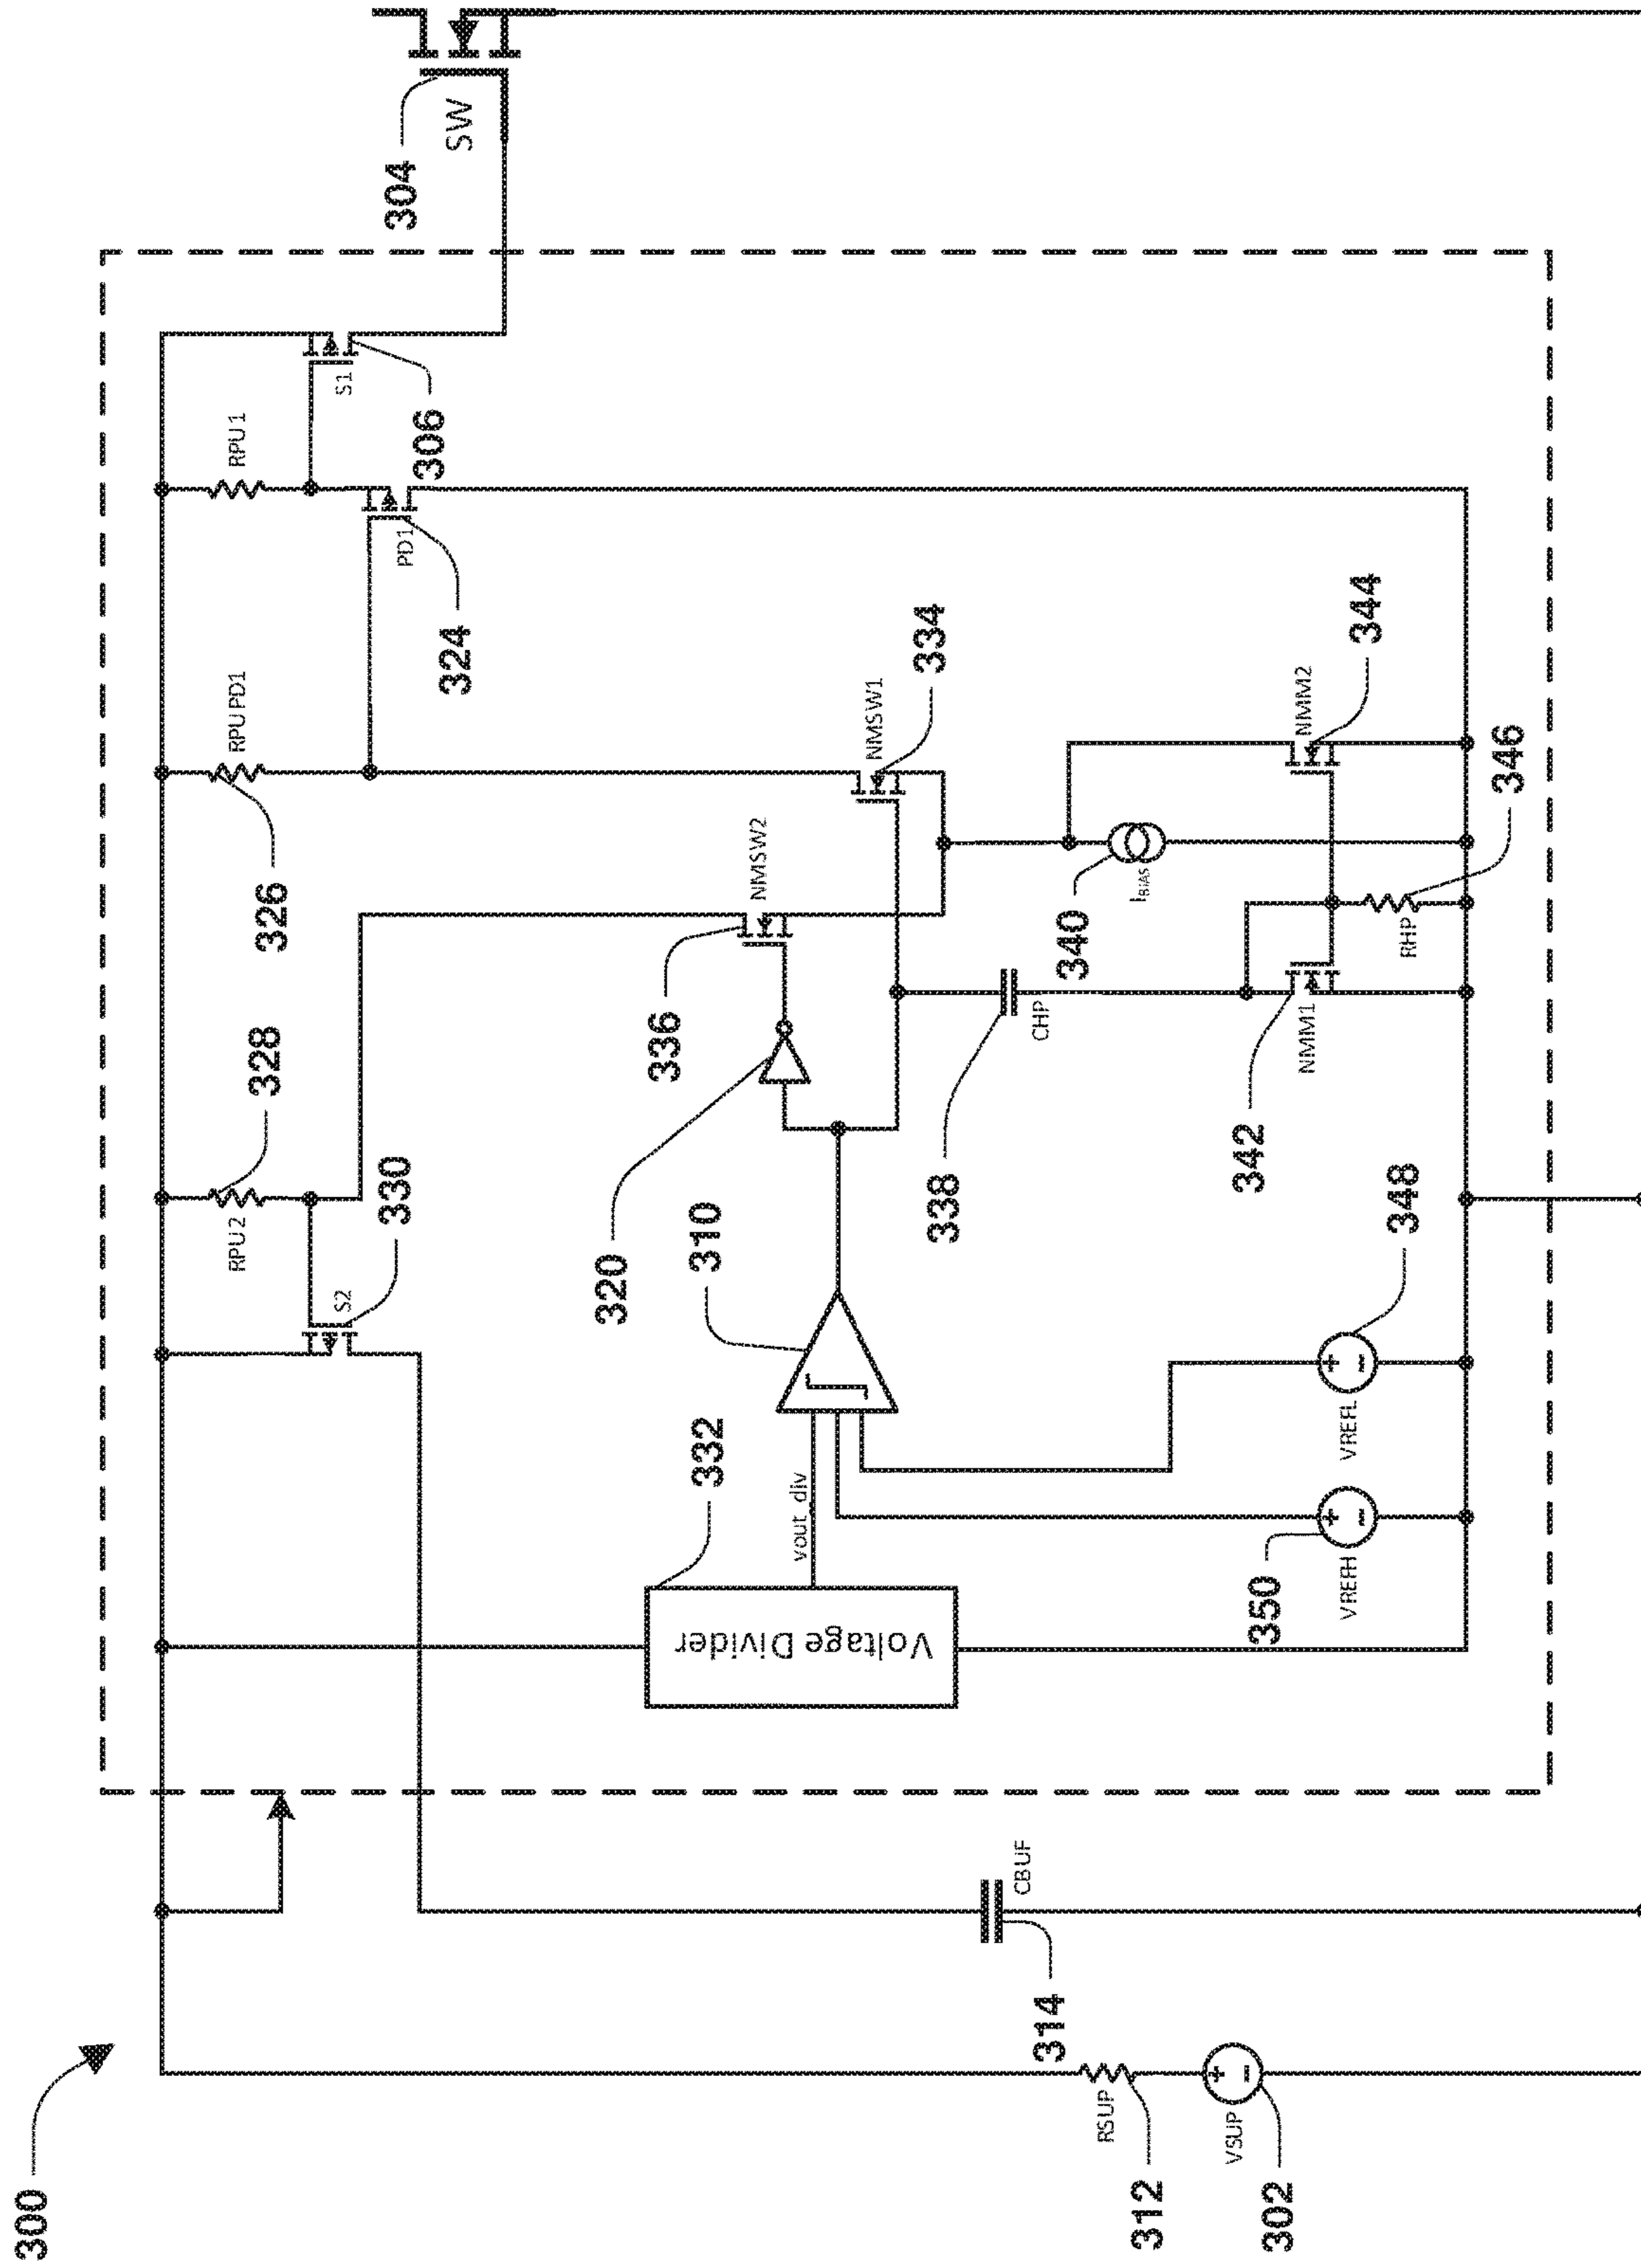 300
304
SW
S1
306
RPU1
PD1
324
RPUPD1
326
NMSW1
334
NMSW2
336
328
RPU2
330
S2
320
310
332
vout_div
Voltage Divider
338
CHP
340
IBIAS
NMM2
344
346
RHP
NMM1
342
348
VREFL
350
VREFH
CBUF
314
RSUP
312
VSUP
302